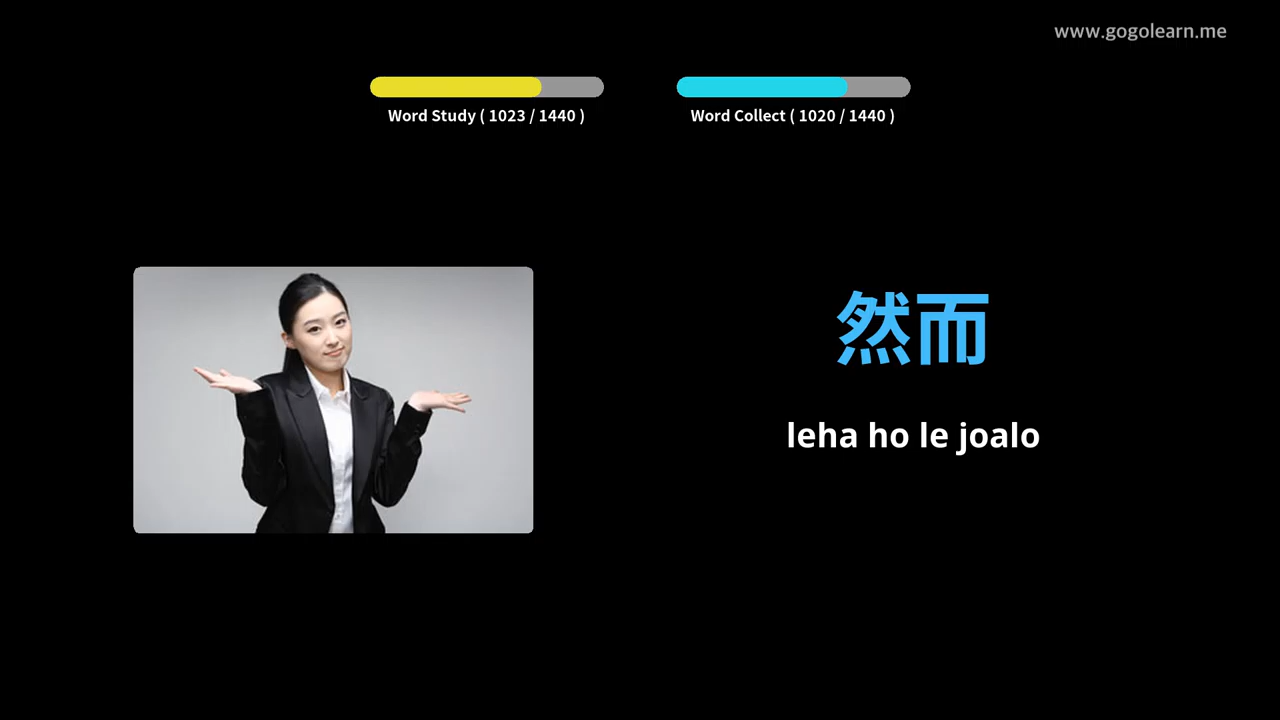 www.gogolearn.me
Word Study ( 1023 / 1440 )
Word Collect ( 1020 / 1440 )
然而
leha ho le joalo